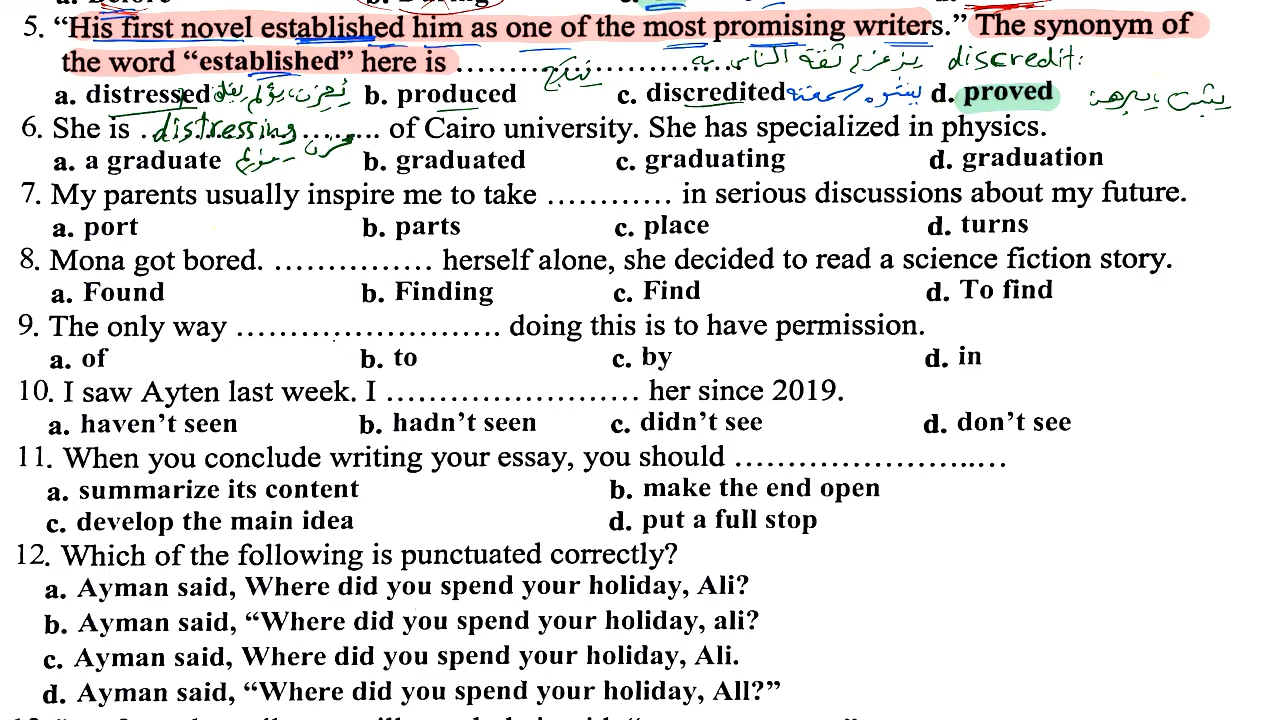 5. “His first novel established him as one of the most promising writers.” The synonym of
the word “established” here is ........................... يزعزع ثقة الناس به discredit:
a. distressed b. produced ينتج c. discredited يشوه سمعته d. proved يثبت، يبرهن
6. She is .distressing........ of Cairo university. She has specialized in physics.
a. a graduate b. graduated c. graduating d. graduation
7. My parents usually inspire me to take ………… in serious discussions about my future.
a. port b. parts c. place d. turns
8. Mona got bored. …………… herself alone, she decided to read a science fiction story.
a. Found b. Finding c. Find d. To find
9. The only way ……………………… doing this is to have permission.
a. of b. to c. by d. in
10. I saw Ayten last week. I …………………… her since 2019.
a. haven’t seen b. hadn’t seen c. didn’t see d. don’t see
11. When you conclude writing your essay, you should ……………………..…
a. summarize its content b. make the end open
c. develop the main idea d. put a full stop
12. Which of the following is punctuated correctly?
a. Ayman said, Where did you spend your holiday, Ali?
b. Ayman said, “Where did you spend your holiday, ali?
c. Ayman said, Where did you spend your holiday, Ali.
d. Ayman said, “Where did you spend your holiday, All?”